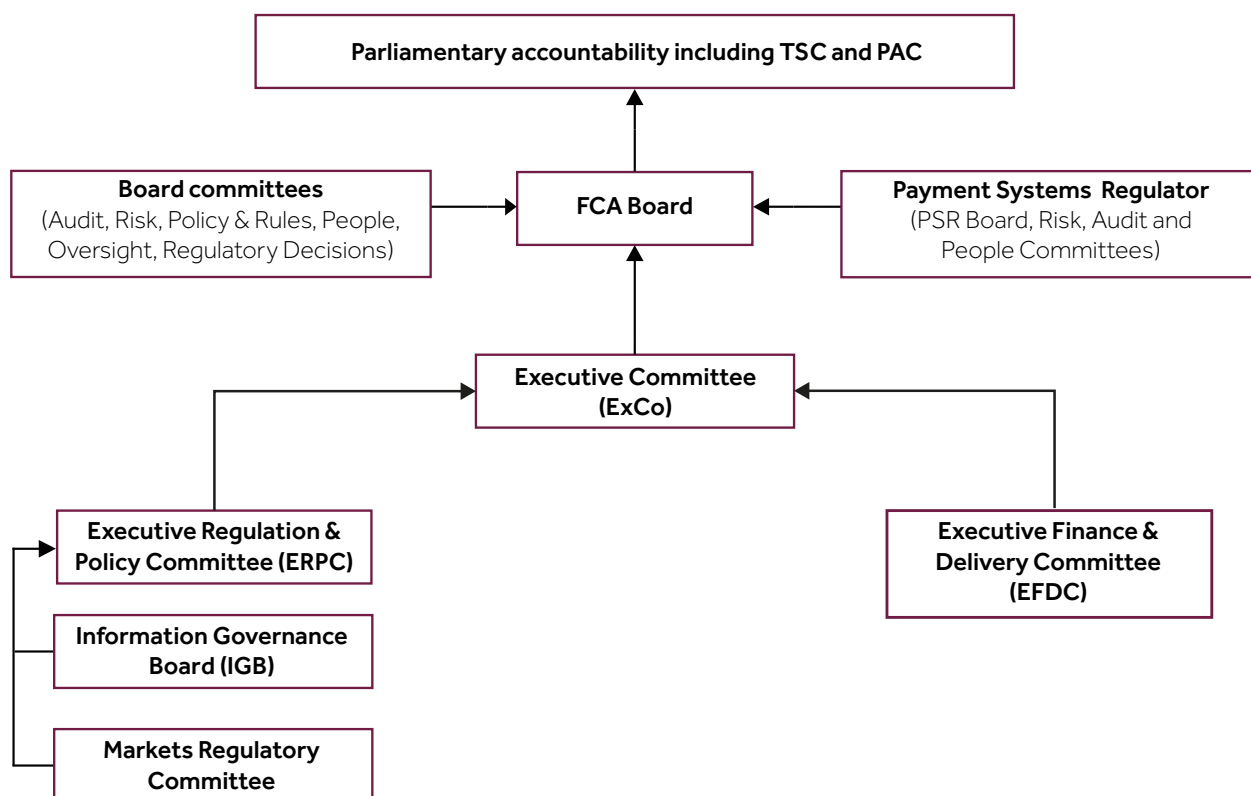 Parliamentary accountability including TSC and PAC
Board committees
(Audit, Risk, Policy & Rules, People,
Oversight, Regulatory Decisions)
FCA Board
Payment Systems Regulator
(PSR Board, Risk, Audit and
People Committees)
Executive Committee
(ExCo)
Executive Regulation &
Policy Committee (ERPC)
Executive Finance &
Delivery Committee
(EFDC)
Information Governance
Board (IGB)
Markets Regulatory
Committee